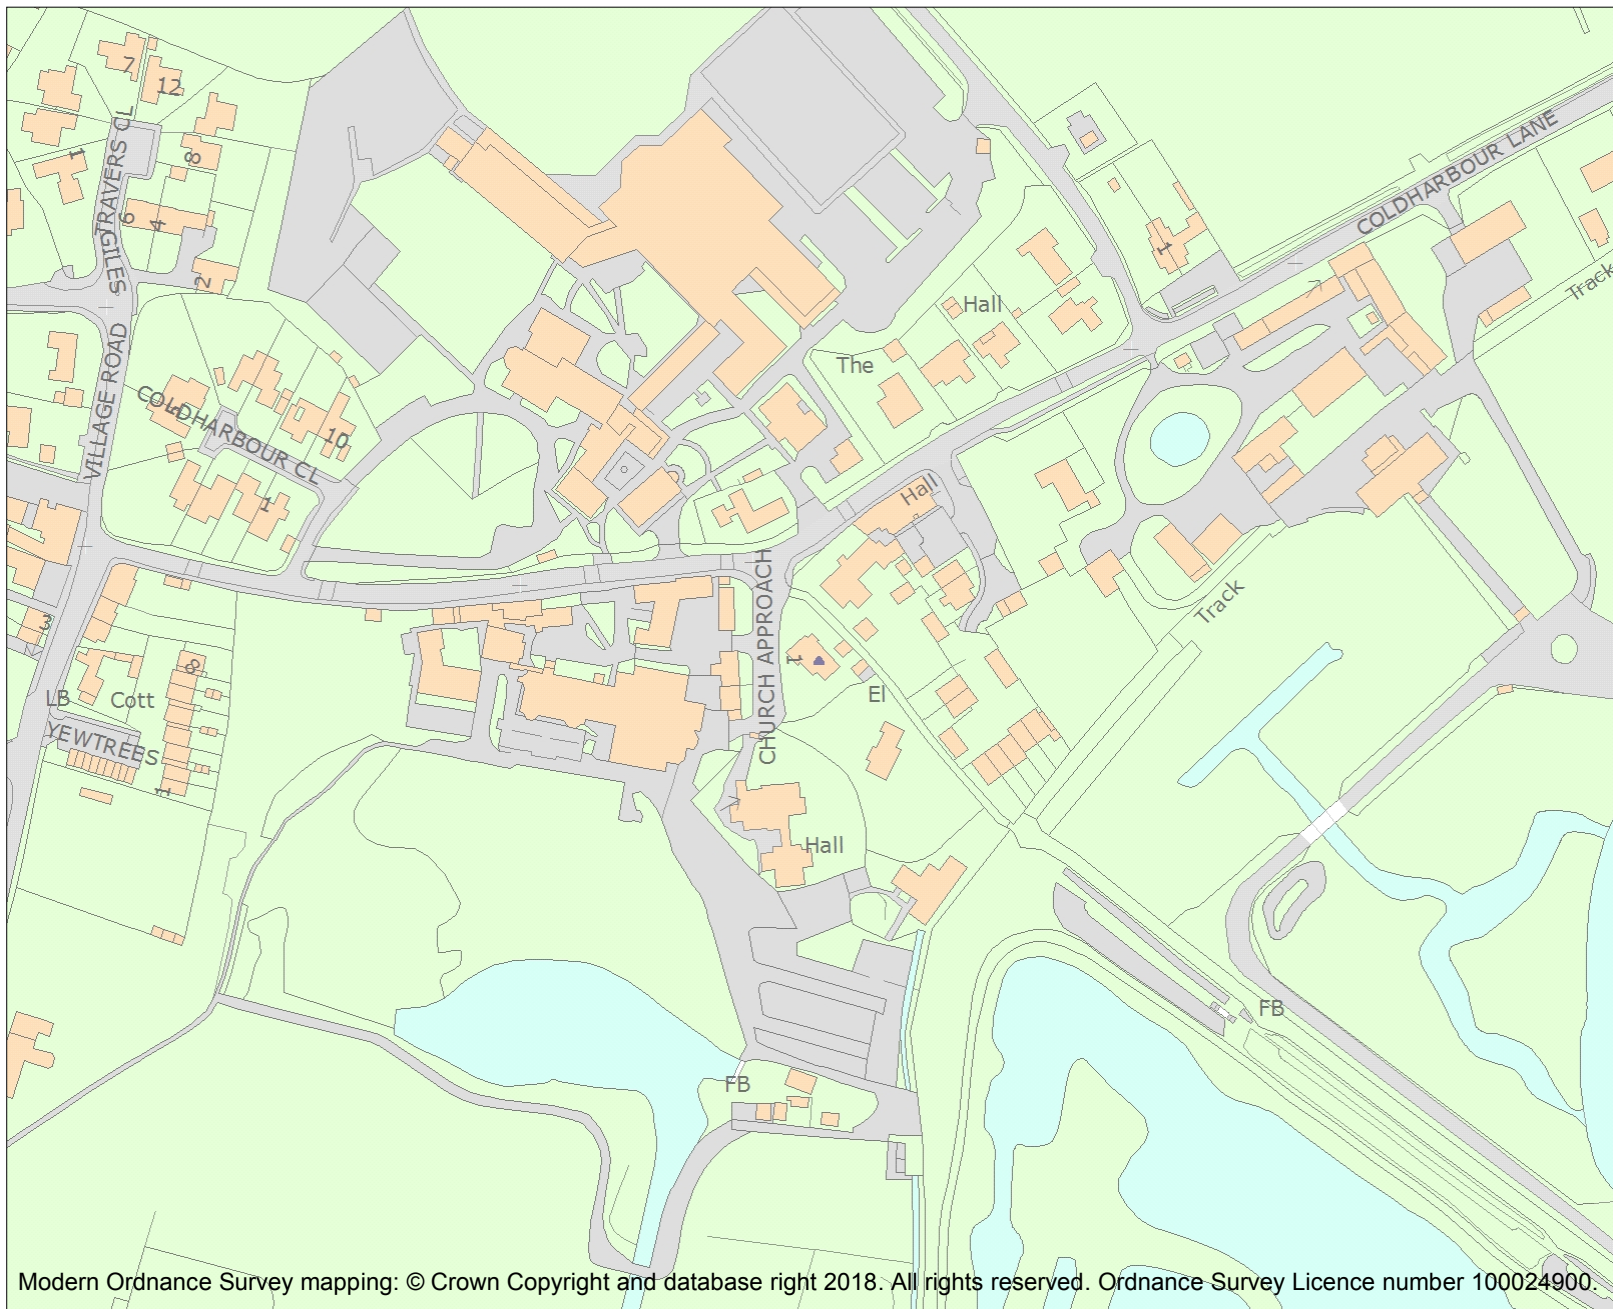 7
12
TRAVERS CL
1
8
6
4
ST GILES
2
COLDHARBOUR LANE
1
Track
7
Hall
The
VILLAGE ROAD
COLDHARBOUR CL
10
1
Hall
CHURCH APPROACH
Track
3
8
1
LB
Cott
El
YEWTREES
1
Hall
FB
FB
Modern Ordnance Survey mapping: © Crown Copyright and database right 2018. All rights reserved. Ordnance Survey Licence number 100024900.